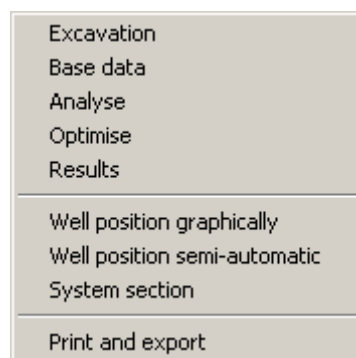 Excavation
Base data
Analyse
Optimise
Results
Well position graphically
Well position semi-automatic
System section
Print and export